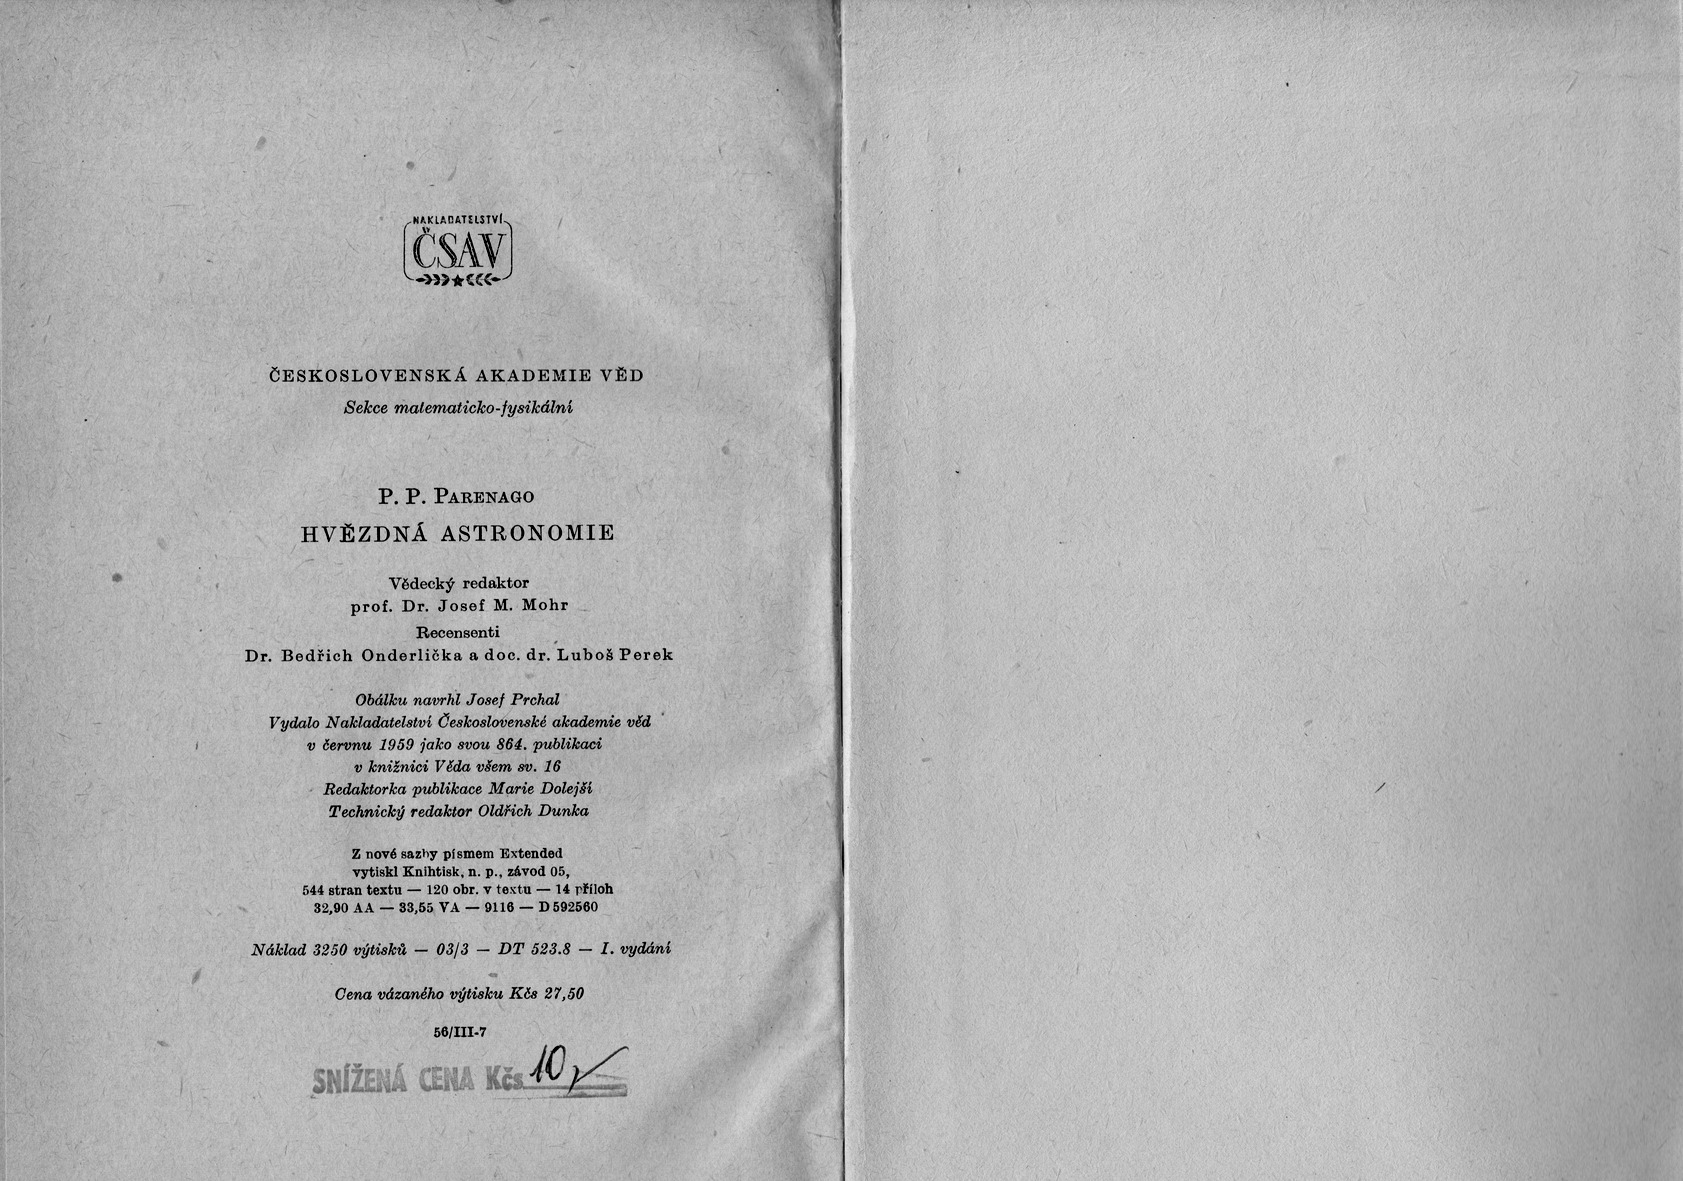 NAKLADATELSTVÍ
ČSAV
ČESKOSLOVENSKÁ AKADEMIE VĚD
Sekce matematicko-fysikální
P. P. PARENAGO
HVĚZDNÁ ASTRONOMIE
Vědecký redaktor
prof. Dr. Josef M. Mohr
Recensenti
Dr. Bedřich Onderlička a doc. dr. Luboš Perek
Obálku navrhl Josef Prchal
Vydalo Nakladatelství Československé akademie věd
v červnu 1959 jako svou 864. publikaci
v knižnici Věda všem sv. 16
Redaktorka publikace Marie Dolejší
Technický redaktor Oldřich Dunka
Z nové sazby písmem Extended
vytiskl Knihtisk, n. p., závod 05,
544 stran textu — 120 obr. v textu — 14 příloh
32,90 AA — 33,55 VA — 9116 — D 592560
Náklad 3250 výtisků — 03/3 — DT 523.8 — I. vydání
Cena vázaného výtisku Kčs 27,50
56/III-7
SNÍŽENÁ CENA Kčs 10,-